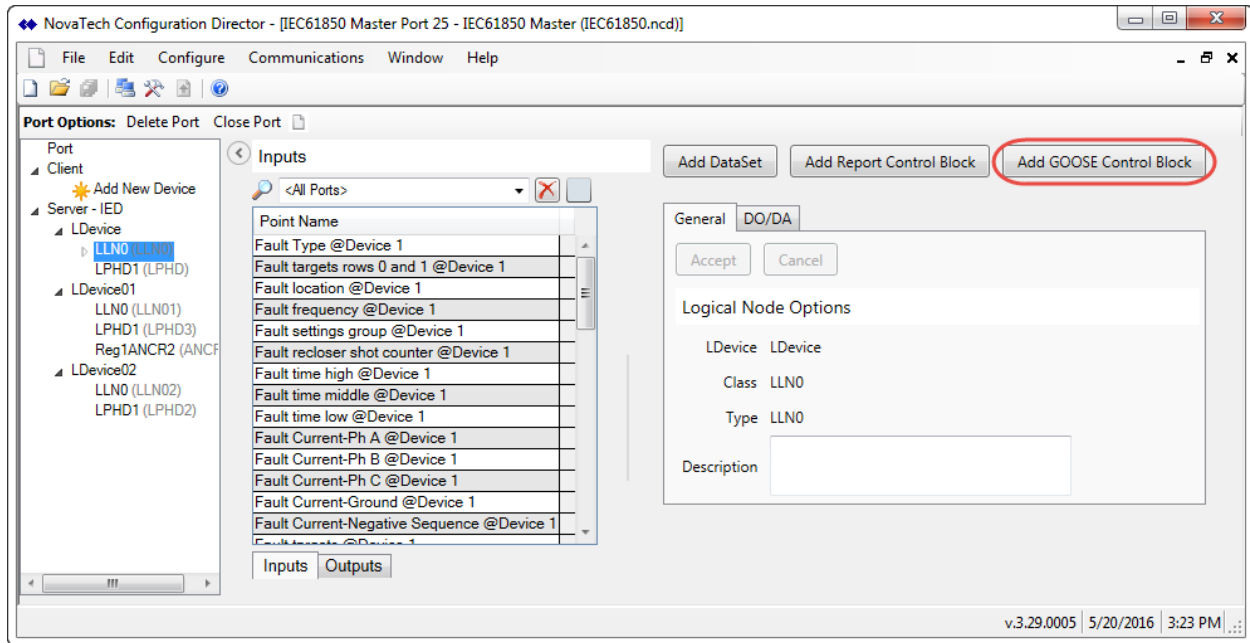 NovaTech Configuration Director - [IEC61850 Master Port 25 - IEC61850 Master (IEC61850.ncd)]
File Edit Configure Communications Window Help
Port Options: Delete Port Close Port
Port
Client
Add New Device
Server - IED
LDevice
LLN0 (LLN0)
LPHD1 (LPHD)
LDevice01
LLN0 (LLN01)
LPHD1 (LPHD3)
Reg1ANCR2 (ANCR
LDevice02
LLN0 (LLN02)
LPHD1 (LPHD2)
Inputs
<All Ports>
Point Name
Fault Type @Device 1
Fault targets rows 0 and 1 @Device 1
Fault location @Device 1
Fault frequency @Device 1
Fault settings group @Device 1
Fault recloser shot counter @Device 1
Fault time high @Device 1
Fault time middle @Device 1
Fault time low @Device 1
Fault Current-Ph A @Device 1
Fault Current-Ph B @Device 1
Fault Current-Ph C @Device 1
Fault Current-Ground @Device 1
Fault Current-Negative Sequence @Device 1
Fault targets @Device 1
Inputs Outputs
Add DataSet Add Report Control Block Add GOOSE Control Block
General DO/DA
Accept Cancel
Logical Node Options
LDevice LDevice
Class LLN0
Type LLN0
Description
v.3.29.0005 5/20/2016 3:23 PM